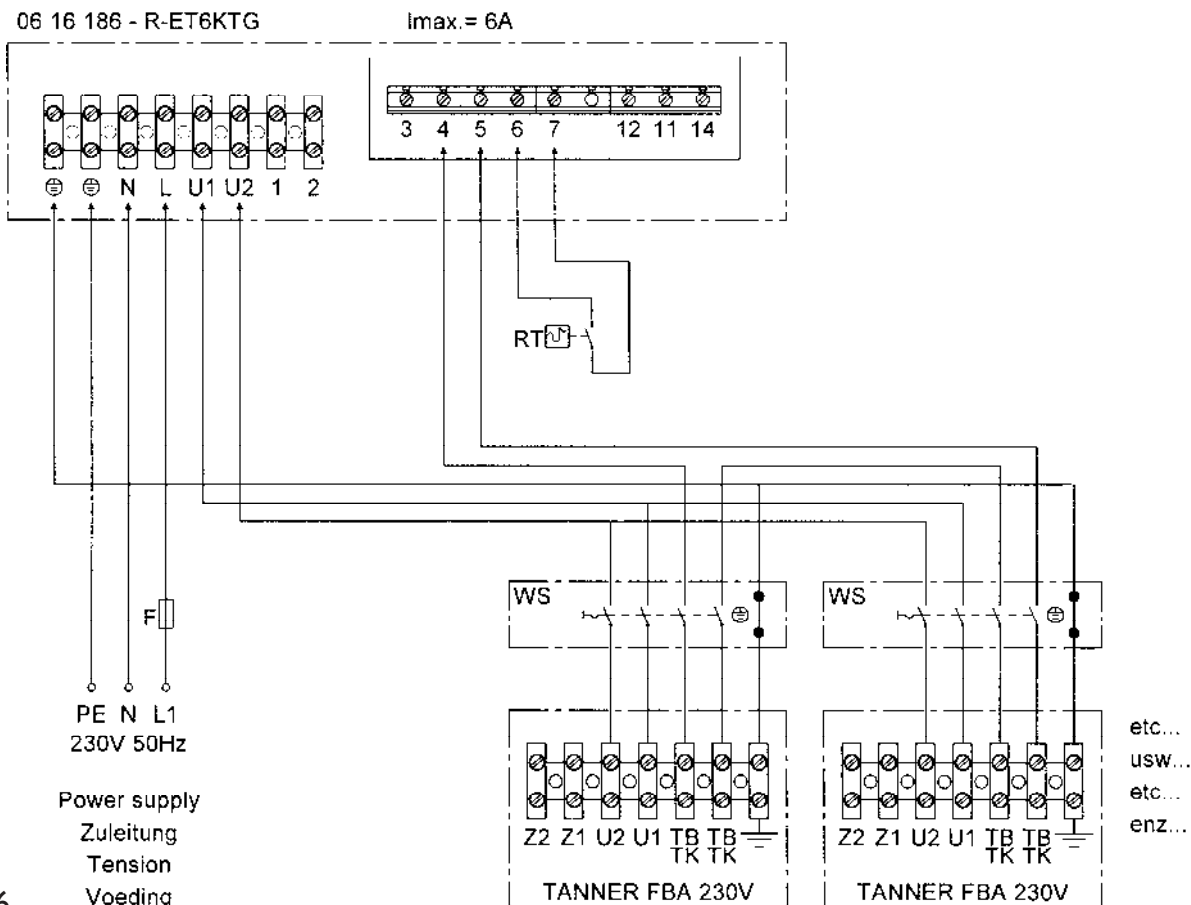 06 16 186 - R-ET6KTG Imax.= 6A
3 4 5 6 7 12 11 14
N L U1 U2 1 2
RT
WS WS
F
PE N L1
230V 50Hz
Power supply
Zuleitung
Tension
Voeding
Z2 Z1 U2 U1 TB TB
TK TK
TANNER FBA 230V
Z2 Z1 U2 U1 TB TB
TK TK
TANNER FBA 230V
etc...
usw...
etc...
enz...